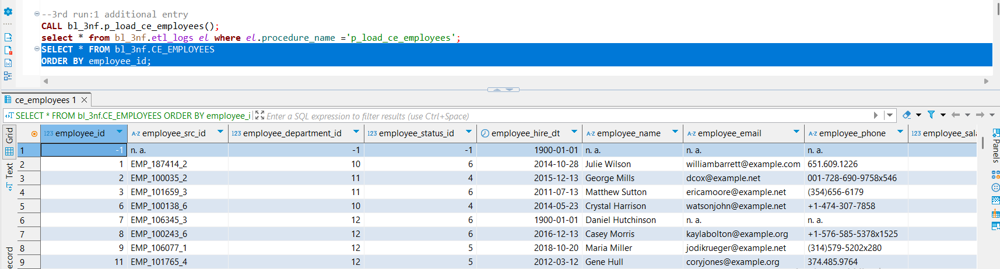 --3rd run:1 additional entry
CALL bl_3nf.p_load_ce_employees();
select * from bl_3nf.etl_logs el where el.procedure_name ='p_load_ce_employees';
SELECT * FROM bl_3nf.CE_EMPLOYEES
ORDER BY employee_id;
ce_employees 1
SELECT * FROM bl_3nf.CE_EMPLOYEES ORDER BY employee_i Enter a SQL expression to filter results (use Ctrl+Space)
Grid
Text
ecord
Panels
123 employee_id A-Z employee_src_id 123 employee_department_id 123 employee_status_id employee_hire_dt A-Z employee_name A-Z employee_email A-Z employee_phone 123 employee_sala
1 -1 n. a. -1 -1 1900-01-01 n. a. n. a. n. a.
2 1 EMP_187414_2 10 6 2014-10-28 Julie Wilson williambarrett@example.com 651.609.1226
3 2 EMP_100035_2 11 4 2015-12-13 George Mills dcox@example.net 001-728-690-9758x546
4 3 EMP_101659_3 11 6 2011-07-13 Matthew Sutton ericamoore@example.net (354)656-6179
5 6 EMP_100138_6 10 4 2014-05-23 Crystal Harrison watsonjohn@example.net +1-474-307-7858
6 7 EMP_106345_3 12 6 1900-01-01 Daniel Hutchinson n. a. n. a.
7 8 EMP_100243_6 12 6 2016-12-13 Casey Morris kaylabolton@example.org +1-576-585-5378x1525
8 9 EMP_106077_1 12 5 2018-10-20 Maria Miller jodikrueger@example.net (314)579-5202x280
9 11 EMP_101765_4 12 5 2012-03-12 Gene Hull coryjones@example.org 374.485.9764